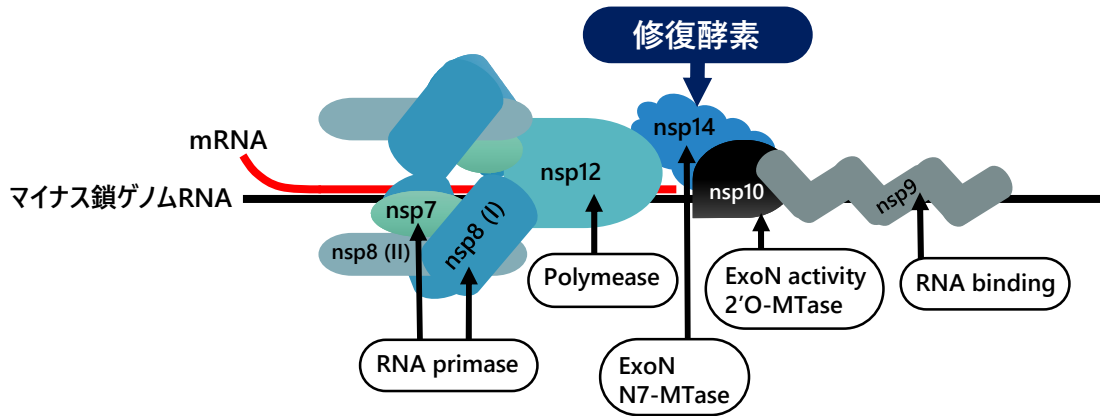 修復酵素
nsp14
mRNA
nsp12
マイナス鎖ゲノムRNA
nsp10
nsp9
nsp7
nsp8 (I)
nsp8 (II)
Polymease
ExoN activity
2'O-MTase
RNA binding
RNA primase
ExoN
N7-MTase